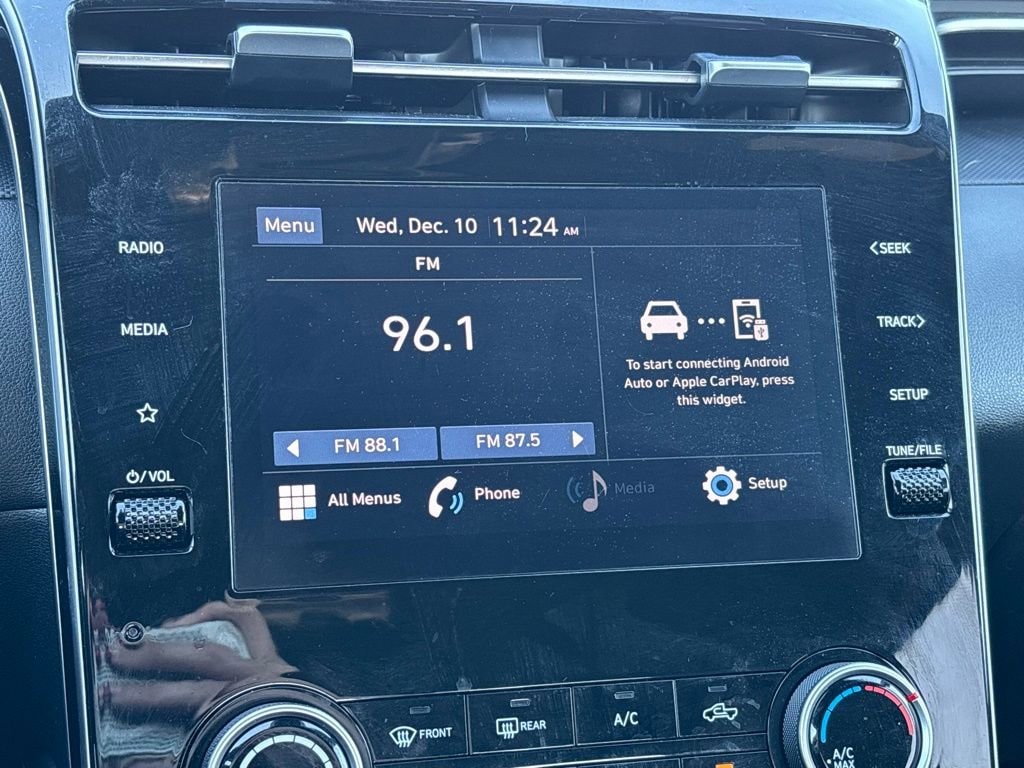 Menu Wed, Dec. 10 11:24 AM
RADIO
<SEEK
FM
96.1
MEDIA
TRACK>
To start connecting Android
Auto or Apple CarPlay, press
this widget.
SETUP
FM 88.1 FM 87.5
TUNE/FILE
/VOL
All Menus Phone Media Setup
FRONT REAR A/C
A/C
MAX